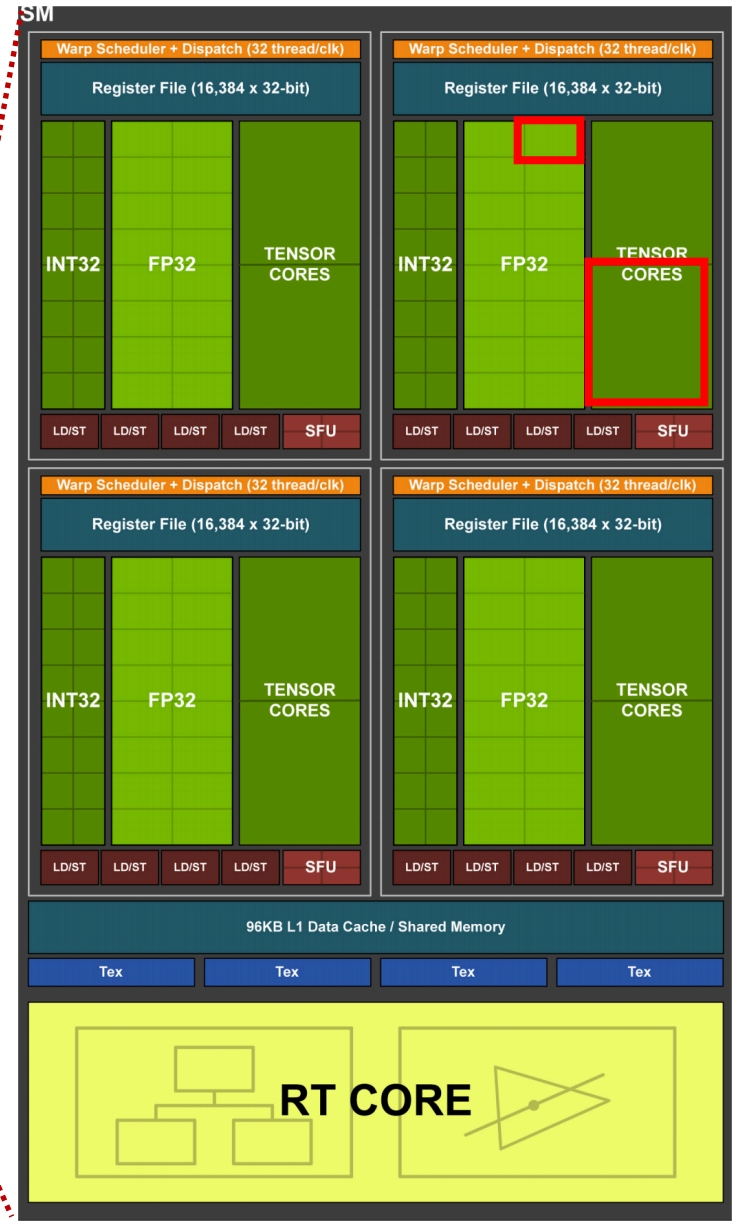 SM
Warp Scheduler + Dispatch (32 thread/clk)
Register File (16,384 x 32-bit)
INT32
FP32
TENSOR
CORES
LD/ST
LD/ST
LD/ST
LD/ST
SFU
Warp Scheduler + Dispatch (32 thread/clk)
Register File (16,384 x 32-bit)
INT32
FP32
TENSOR
CORES
LD/ST
LD/ST
LD/ST
LD/ST
SFU
Warp Scheduler + Dispatch (32 thread/clk)
Register File (16,384 x 32-bit)
INT32
FP32
TENSOR
CORES
LD/ST
LD/ST
LD/ST
LD/ST
SFU
Warp Scheduler + Dispatch (32 thread/clk)
Register File (16,384 x 32-bit)
INT32
FP32
TENSOR
CORES
LD/ST
LD/ST
LD/ST
LD/ST
SFU
96KB L1 Data Cache / Shared Memory
Tex
Tex
Tex
Tex
RT CORE